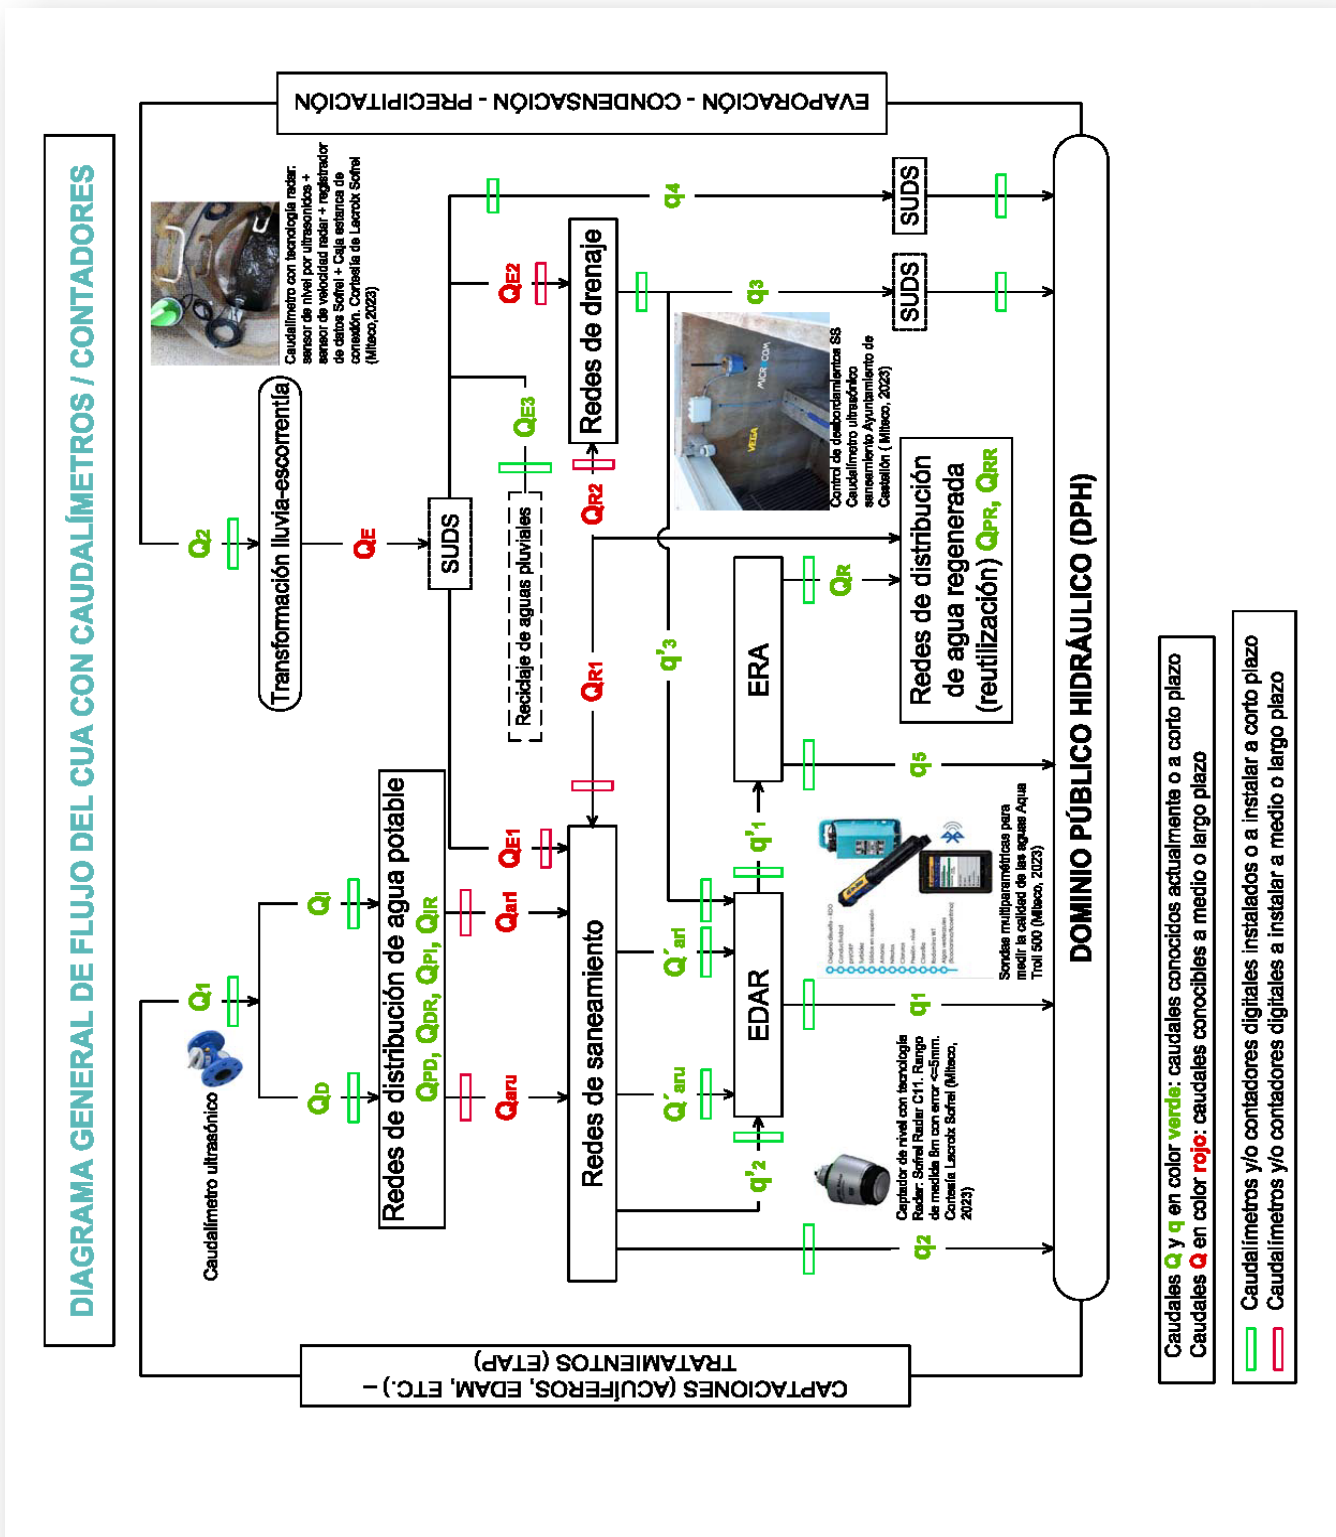 DIAGRAMA GENERAL DE FLUJO DEL CUA CON CAUDALÍMETROS / CONTADORES
CAPTACIONES (ACUÍFEROS, EDAM, ETC.) –
TRATAMIENTOS (ETAP)
EVAPORACIÓN - CONDENSACIÓN - PRECIPITACIÓN
Caudalímetro ultrasónico
Q1
QD
QI
Redes de distribución de agua potable
QPD, QDR, QPI, QIR
Qaru
Qari
QE1
Q2
Transformación lluvia-escorrentía
QE
SUDS
Caudalímetro con tecnología radar:
sensor de nivel por ultrasonidos +
sensor de velocidad radar + registrador
de datos Sofrel + Caja estanca de
conexión. Cortesía de Lacroix Sofrel
(Miteco,2023)
Reciclaje de aguas pluviales
QE3
QE2
q4
Redes de saneamiento
QR1
QR2
Redes de drenaje
Q´aru
Q´ari
q'3
q3
q'2
EDAR
q'1
ERA
QR
VEGA
MICROCOM
Control de desbordamientos SS
Caudalímetro ultrasónico
saneamiento Ayuntamiento de
Castellón ( Miteco, 2023)
Redes de distribución
de agua regenerada
(reutilización) QPR, QRR
SUDS
SUDS
q2
q1
q5
Captador de nivel con tecnología
Radar: Sofrel Radar C11. Rango
de medida 8m con error <=5mm.
Cortesía Lacroix Sofrel (Miteco,
2023)
Conductividad
Sondas multiparamétricas para
medir la calidad de las aguas Aqua
Troll 500 (Miteco, 2023)
DOMINIO PÚBLICO HIDRÁULICO (DPH)
Caudales Q y q en color verde: caudales conocidos actualmente o a corto plazo
Caudales Q en color rojo: caudales conocibles a medio o largo plazo
Caudalímetros y/o contadores digitales instalados o a instalar a corto plazo
Caudalímetros y/o contadores digitales a instalar a medio o largo plazo